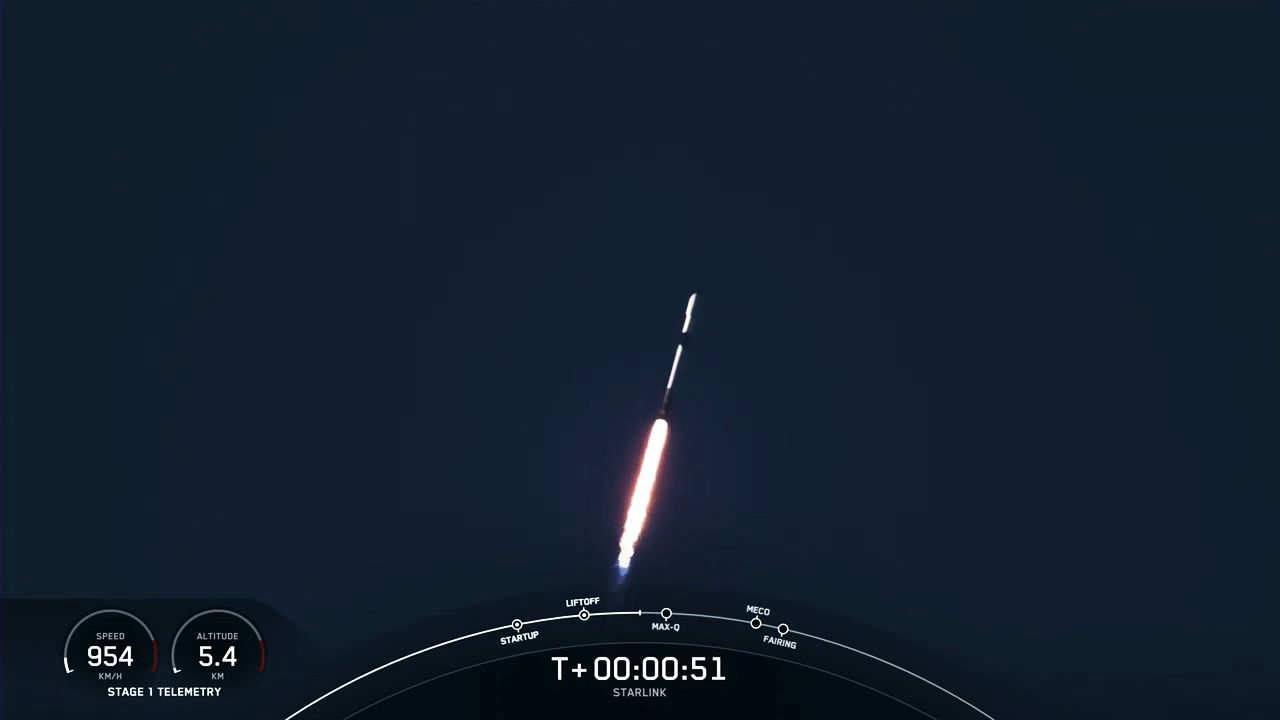 LIFTOFF
STARTUP
MAX-Q
MECO
FAIRING
SPEED
954
KM/H
ALTITUDE
5.4
KM
STAGE 1 TELEMETRY
T+00:00:51
STARLINK